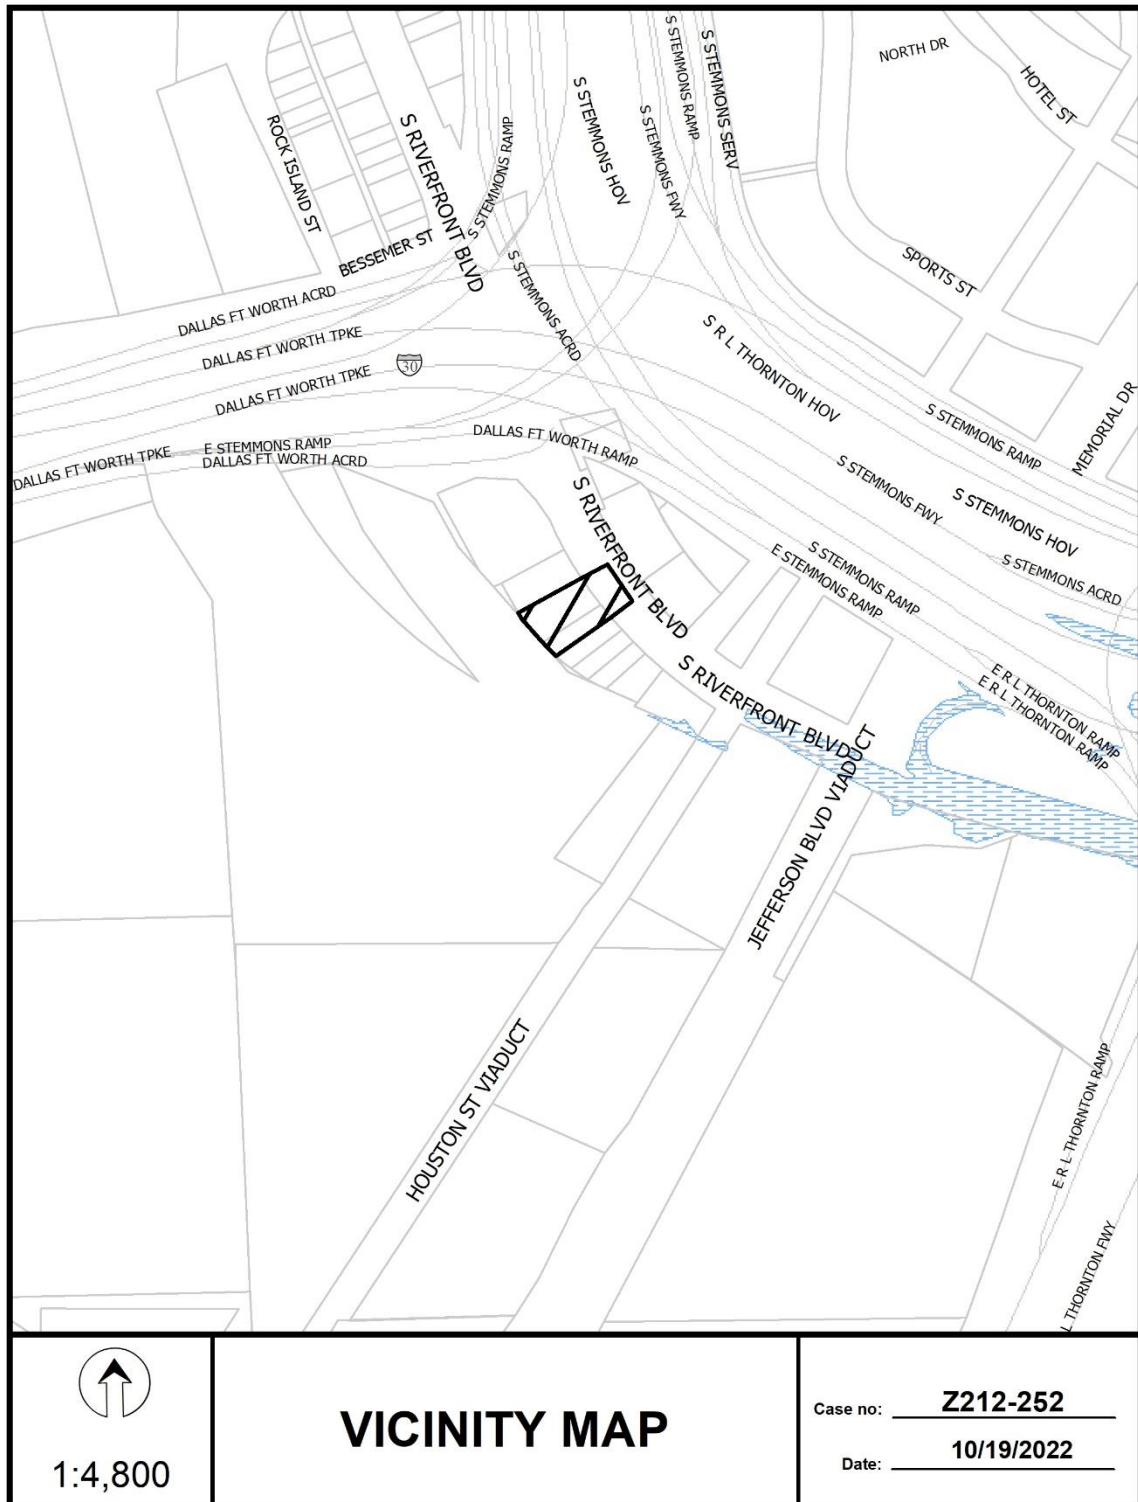 NORTH DR
HOTEL ST
S STEMMONS RAMP
S STEMMONS SERV
S STEMMONS HOV
S STEMMONS FWY
ROCK ISLAND ST
S RIVERFRONT BLVD
S STEMMONS RAMP
BESSEMER ST
SPORTS ST
S STEMMONS ACRD
DALLAS FT WORTH ACRD
DALLAS FT WORTH TPKE
30
DALLAS FT WORTH TPKE
S R L THORNTON HOV
S STEMMONS RAMP
MEMORIAL DR
DALLAS FT WORTH RAMP
E STEMMONS RAMP
DALLAS FT WORTH ACRD
DALLAS FT WORTH TPKE
S STEMMONS FWY
S STEMMONS HOV
S RIVERFRONT BLVD
S STEMMONS RAMP
E STEMMONS RAMP
S STEMMONS ACRD
S RIVERFRONT BLVD
E R L THORNTON RAMP
E R L THORNTON RAMP
JEFFERSON BLVD VIADUCT
HOUSTON ST VIADUCT
E R L THORNTON RAMP
L THORNTON FWY
1:4,800
VICINITY MAP
Case no: Z212-252
Date: 10/19/2022